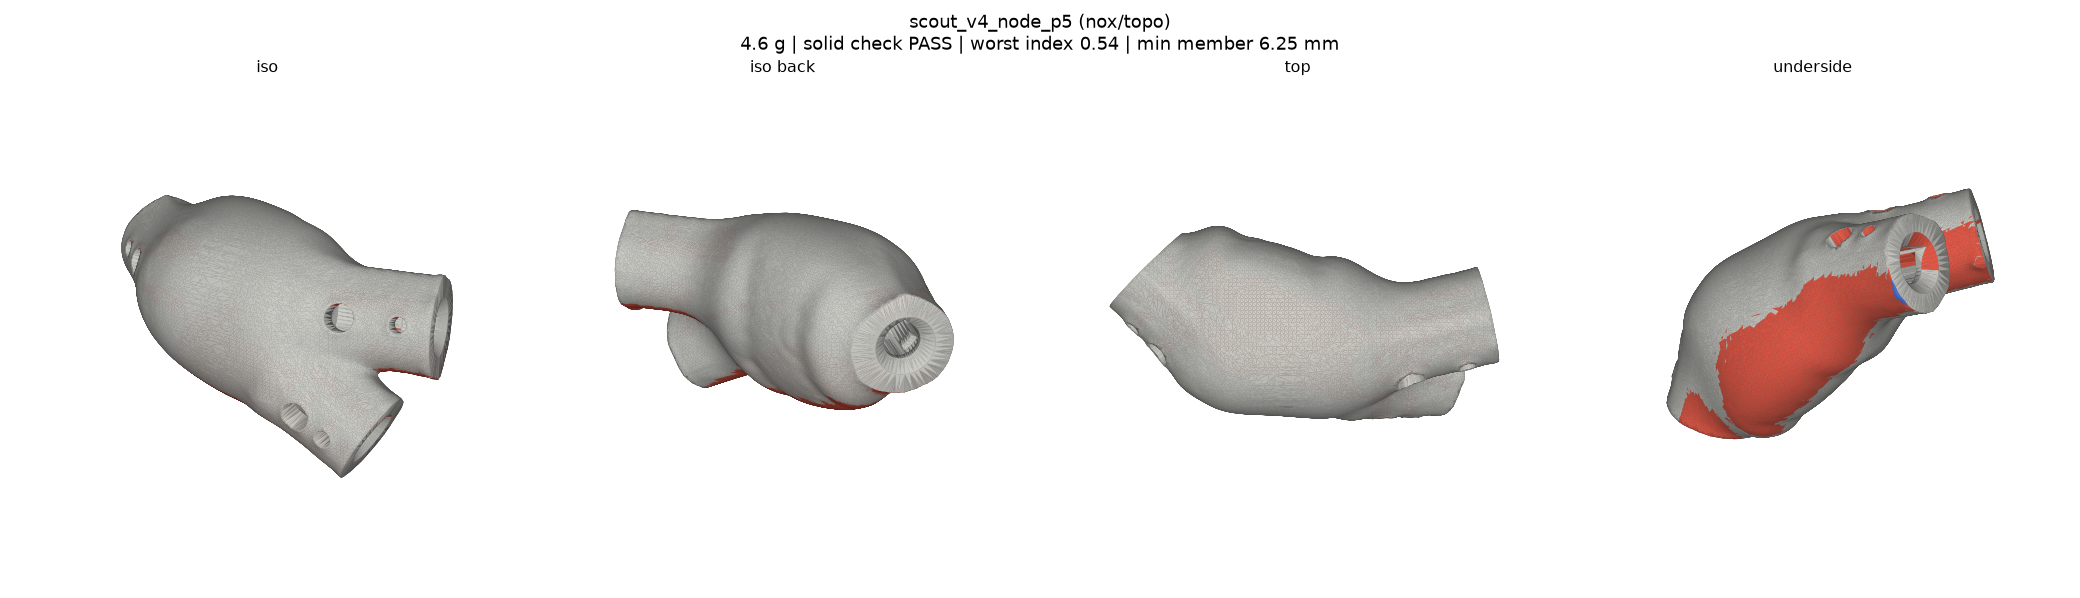 scout_v4_node_p5 (nox/topo)
4.6 g | solid check PASS | worst index 0.54 | min member 6.25 mm
iso
iso back
top
underside